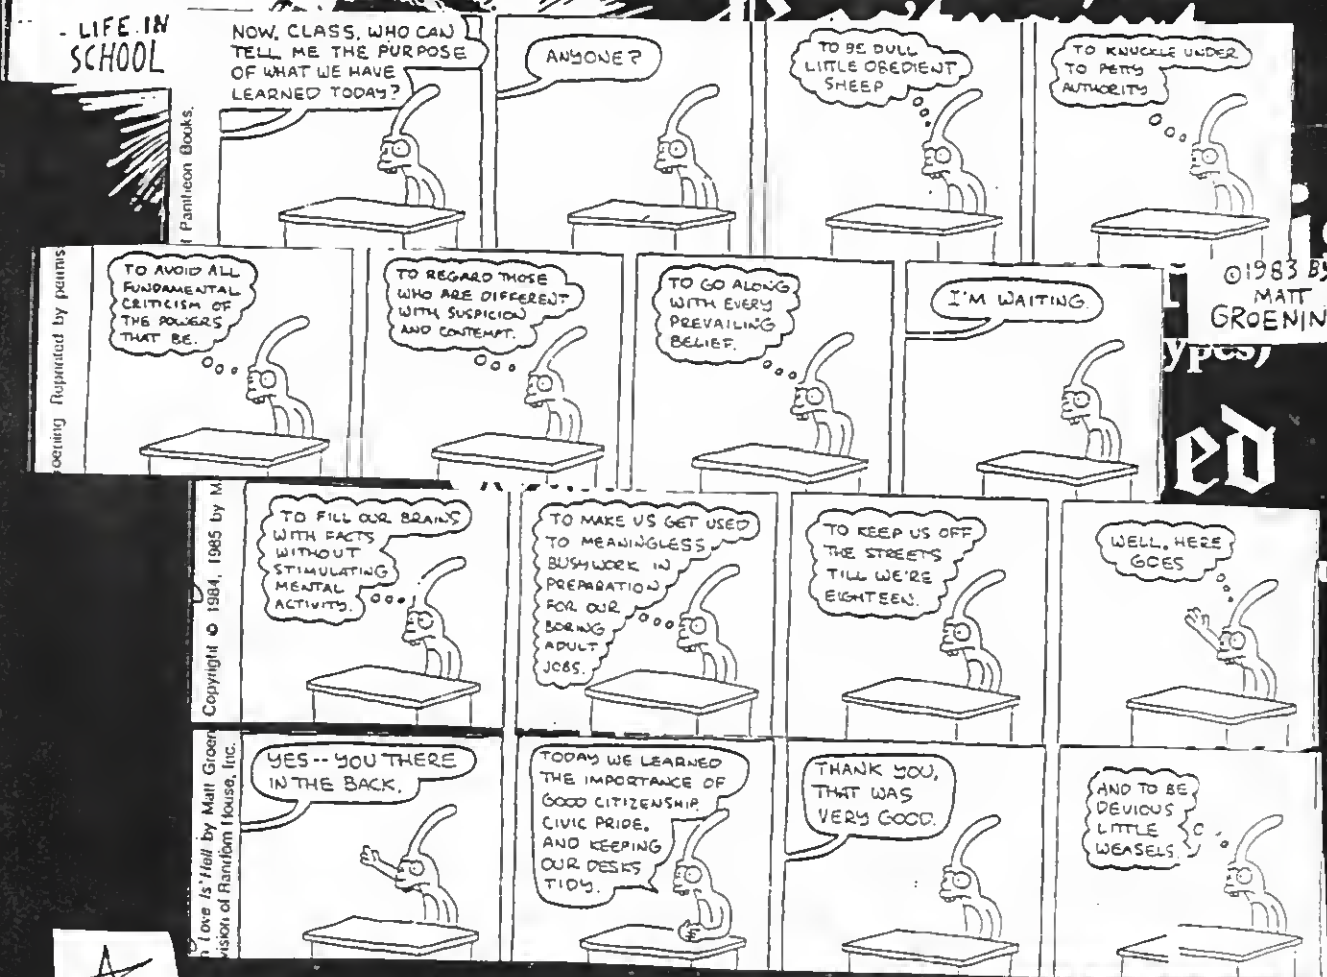 - LIFE IN
SCHOOL
NOW, CLASS, WHO CAN
TELL ME THE PURPOSE
OF WHAT WE HAVE
LEARNED TODAY?
ANYONE?
TO BE DULL
LITTLE OBEDIENT
SHEEP
TO KNUCKLE UNDER
TO PETTY
AUTHORITY
Pantheon Books.
TO AVOID ALL
FUNDAMENTAL
CRITICISM OF
THE POWERS
THAT BE.
TO REGARD THOSE
WHO ARE DIFFERENT
WITH SUSPICION
AND CONTEMPT.
TO GO ALONG
WITH EVERY
PREVAILING
BELIEF.
I'M WAITING.
©1983 BY
MATT
GROENIN
ypes)
ed
oening Reprinted by permis
TO FILL OUR BRAINS
WITH FACTS
WITHOUT
STIMULATING
MENTAL
ACTIVITY.
TO MAKE US GET USED
TO MEANINGLESS
BUSYWORK IN
PREPARATION
FOR OUR
BORING
ADULT
JOBS.
TO KEEP US OFF
THE STREETS
TILL WE'RE
EIGHTEEN.
WELL, HERE
GOES
Copyright © 1984, 1985 by M
YES -- YOU THERE
IN THE BACK.
TODAY WE LEARNED
THE IMPORTANCE OF
GOOD CITIZENSHIP,
CIVIC PRIDE,
AND KEEPING
OUR DESKS
TIDY.
THANK YOU,
THAT WAS
VERY GOOD.
AND TO BE
DEVIOUS
LITTLE
WEASELS.
Love Is Hell by Matt Groen
vision of Random House, Inc.